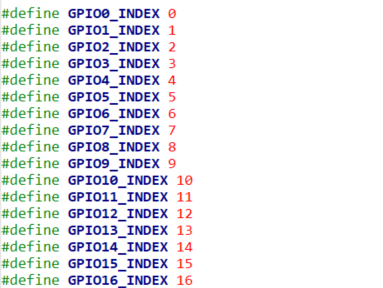 #define GPIO0_INDEX 0
#define GPIO1_INDEX 1
#define GPIO2_INDEX 2
#define GPIO3_INDEX 3
#define GPIO4_INDEX 4
#define GPIO5_INDEX 5
#define GPIO6_INDEX 6
#define GPIO7_INDEX 7
#define GPIO8_INDEX 8
#define GPIO9_INDEX 9
#define GPIO10_INDEX 10
#define GPIO11_INDEX 11
#define GPIO12_INDEX 12
#define GPIO13_INDEX 13
#define GPIO14_INDEX 14
#define GPIO15_INDEX 15
#define GPIO16_INDEX 16